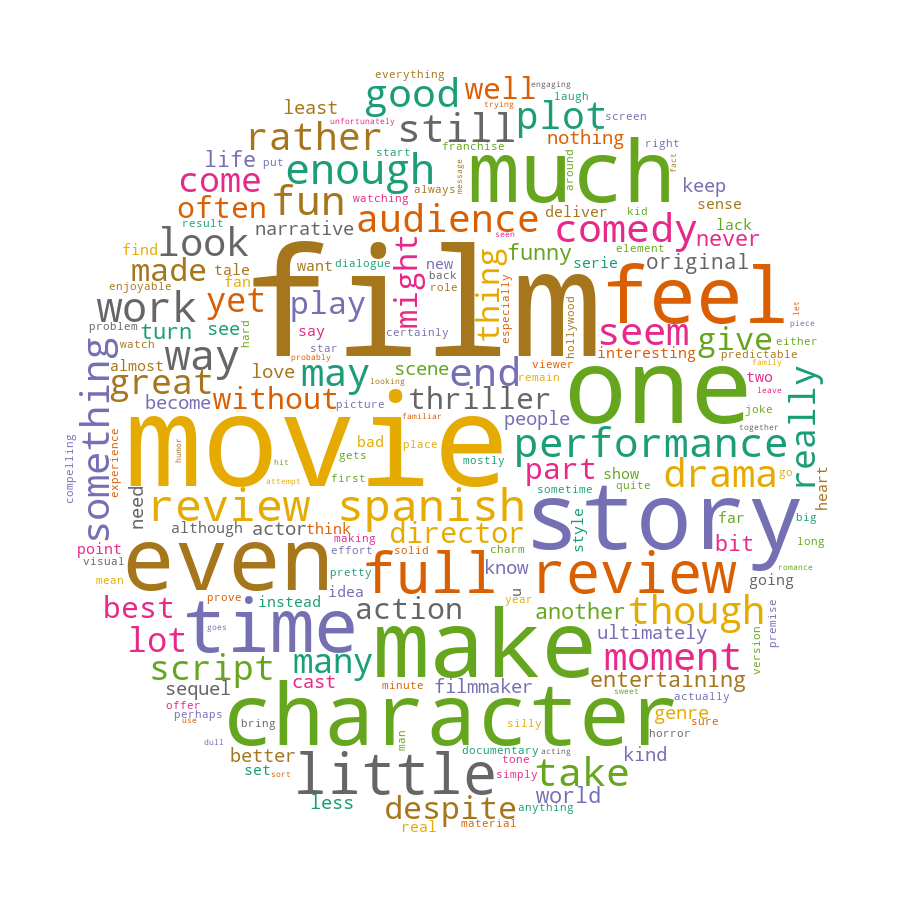 everything
engaging
good
well
trying
laugh
least
plot
screen
unfortunately
rather
still
nothing
right
life
put
start
franchise
much
around
fact
enough
message
come
watching
always
keep
often
fun
audience
deliver
kid
sense
result
comedy
lack
never
look
narrative
seen
find
made
tale
fan
want
dialogue
might
new
back
role
thing
especially
funny
serie
element
original
enjoyable
film
feel
hollywood
work
yet
play
problem
turn
see
hard
say
certainly
seem
give
either
let
piece
watch
way
star
probably
viewer
interesting
predictable
family
almost
great
love
may
scene
end
remain
one
two
leave
looking
something
become
without
picture
thriller
people
joke
really
together
familiar
movie
performance
humor
bad
place
compelling
experience
hit
gets
first
mostly
part
show
drama
go
heart
attempt
need
review spanish
sometime
quite
story
big
although
actor
think
director
style
far
long
point
visual
making
effort
solid
charm
bit
even
pretty
know
full
review
going
romance
mean
prove
instead
idea
u
year
another
though
premise
version
best
time
goes
action
ultimately
lot
make
moment
script
many
sequel
cast
minute
filmmaker
entertaining
sweet
actually
offer
perhaps
use
bring
character
silly
genre
sure
dull
man
horror
better
documentary
acting
kind
set
sort
little
tone
simply
take
less
despite
world
anything
real
material